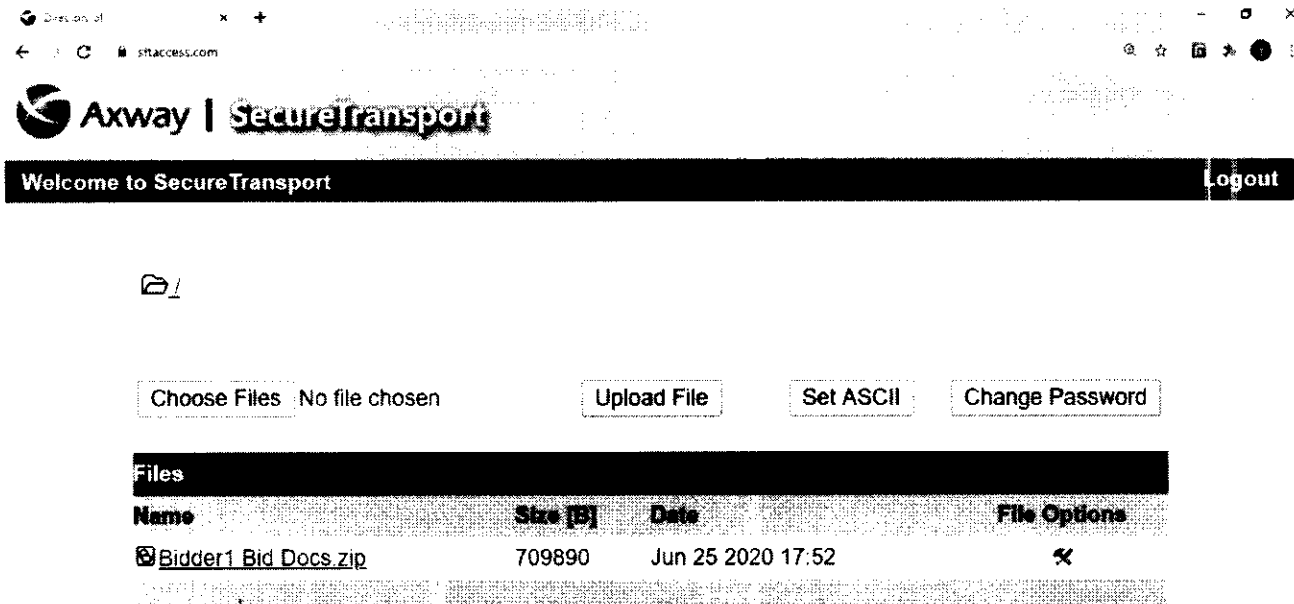 sftaccess.com
Axway | SecureTransport
Welcome to SecureTransport Logout
/
Choose Files No file chosen Upload File Set ASCII Change Password
Files
Name Size [B] Date File Options
Bidder1 Bid Docs.zip 709890 Jun 25 2020 17:52